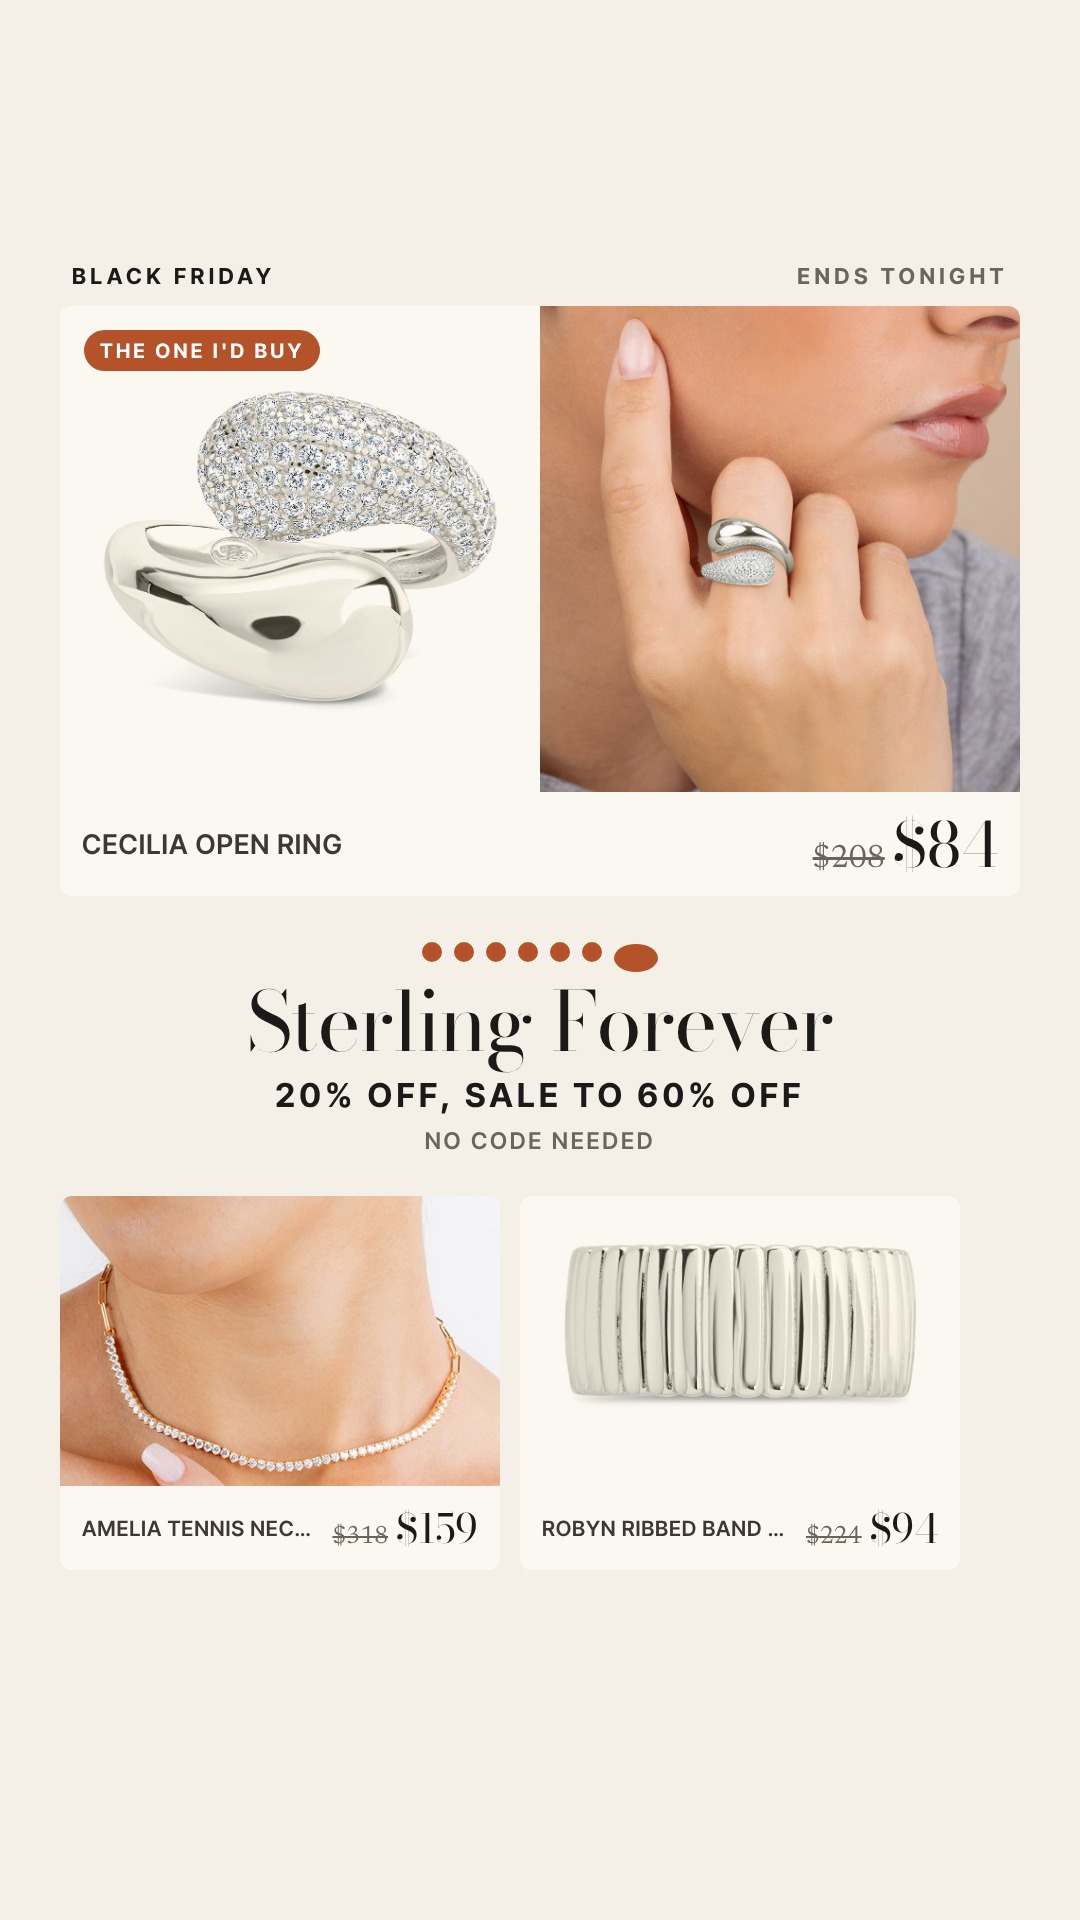 BLACK FRIDAY
ENDS TONIGHT
THE ONE I'D BUY
CECILIA OPEN RING
$208 $84
Sterling Forever
20% OFF, SALE TO 60% OFF
NO CODE NEEDED
AMELIA TENNIS NEC... $318 $159
ROBYN RIBBED BAND ... $224 $94